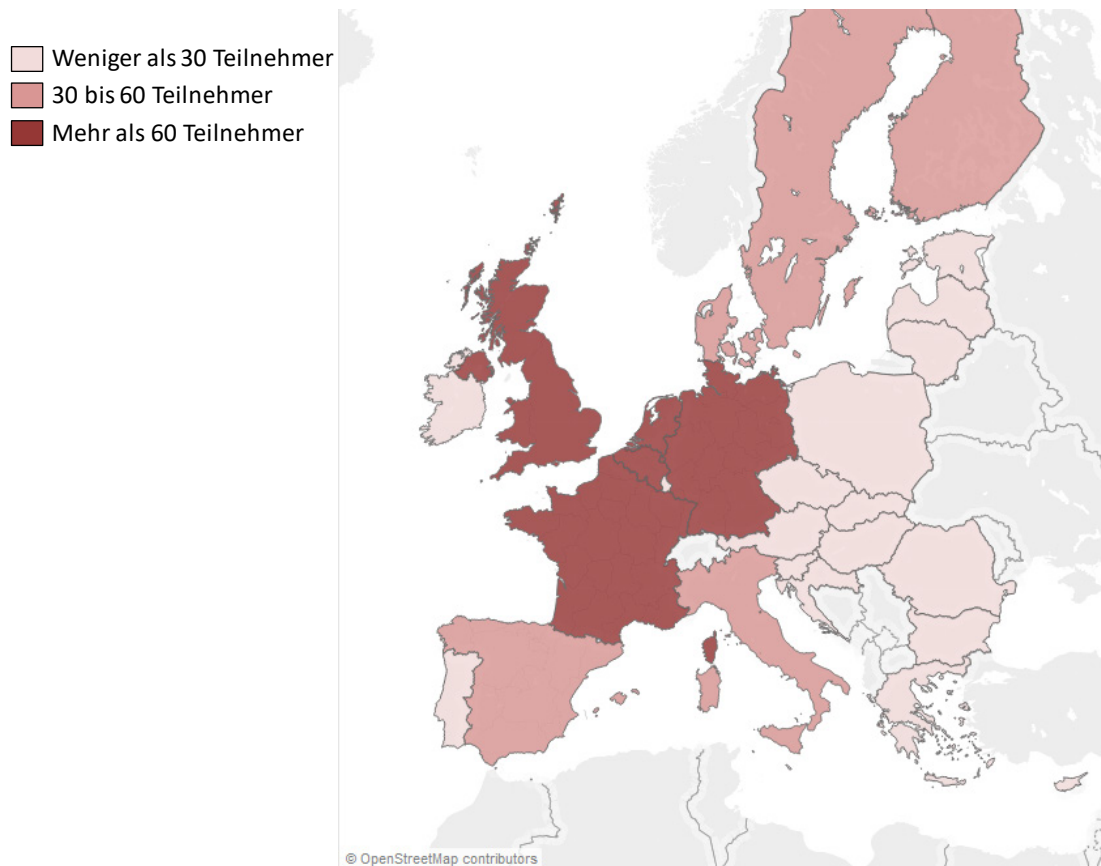 Weniger als 30 Teilnehmer
30 bis 60 Teilnehmer
Mehr als 60 Teilnehmer
© OpenStreetMap contributors